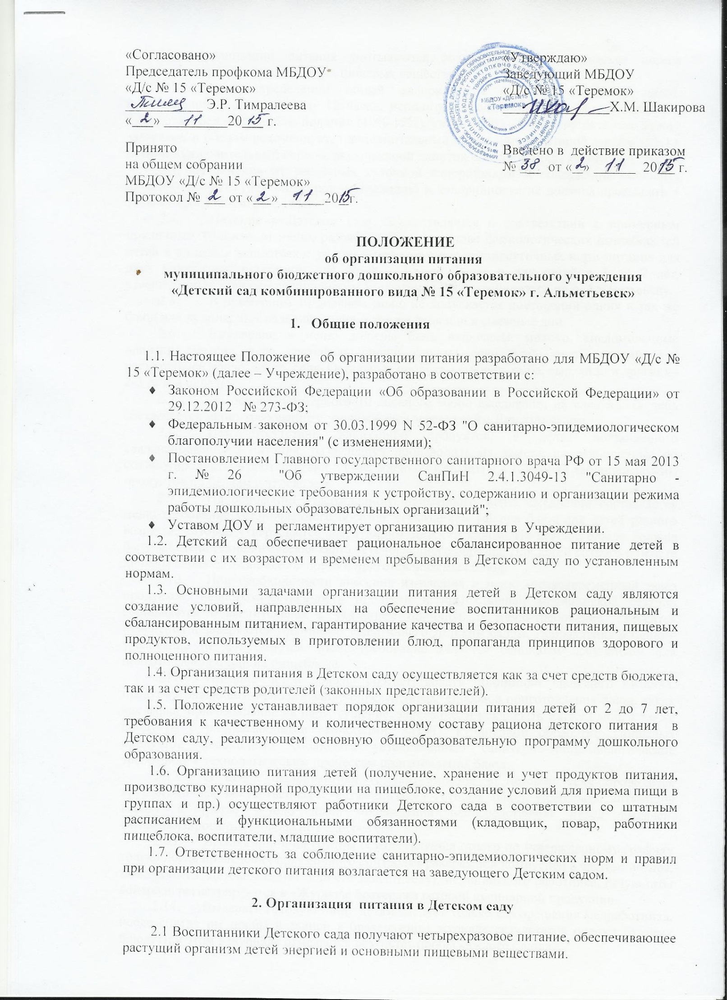 «Согласовано»
Председатель профкома МБДОУ
«Д/с № 15 «Теремок»
____________ Э.Р. Тимралеева
« 2 » 11 2015 г.
«Утверждаю»
Заведующий МБДОУ
«Д/с № 15 «Теремок»
________________Х.М. Шакирова
МБДОУ «Д/с №15
«Теремок»
Принято
на общем собрании
МБДОУ «Д/с № 15 «Теремок»
Протокол № 2 от « 2 » 11 2015г.
Введено в действие приказом
№ 38 от «2» 11 2015 г.
ПОЛОЖЕНИЕ
об организации питания
муниципального бюджетного дошкольного образовательного учреждения
«Детский сад комбинированного вида № 15 «Теремок» г. Альметьевск»
1. Общие положения
1.1. Настоящее Положение об организации питания разработано для МБДОУ «Д/с №
15 «Теремок» (далее – Учреждение), разработано в соответствии с:
♦ Законом Российской Федерации «Об образовании в Российской Федерации» от
29.12.2012 № 273-ФЗ;
♦ Федеральным законом от 30.03.1999 N 52-ФЗ "О санитарно-эпидемиологическом
благополучии населения" (с изменениями);
♦ Постановлением Главного государственного санитарного врача РФ от 15 мая 2013
г. № 26 "Об утверждении СанПиН 2.4.1.3049-13 "Санитарно -
эпидемиологические требования к устройству, содержанию и организации режима
работы дошкольных образовательных организаций";
♦ Уставом ДОУ и регламентирует организацию питания в Учреждении.
1.2. Детский сад обеспечивает рациональное сбалансированное питание детей в
соответствии с их возрастом и временем пребывания в Детском саду по установленным
нормам.
1.3. Основными задачами организации питания детей в Детском саду являются
создание условий, направленных на обеспечение воспитанников рациональным и
сбалансированным питанием, гарантирование качества и безопасности питания, пищевых
продуктов, используемых в приготовлении блюд, пропаганда принципов здорового и
полноценного питания.
1.4. Организация питания в Детском саду осуществляется как за счет средств бюджета,
так и за счет средств родителей (законных представителей).
1.5. Положение устанавливает порядок организации питания детей от 2 до 7 лет,
требования к качественному и количественному составу рациона детского питания в
Детском саду, реализующем основную общеобразовательную программу дошкольного
образования.
1.6. Организацию питания детей (получение, хранение и учет продуктов питания,
производство кулинарной продукции на пищеблоке, создание условий для приема пищи в
группах и пр.) осуществляют работники Детского сада в соответствии со штатным
расписанием и функциональными обязанностями (кладовщик, повар, работники
пищеблока, воспитатели, младшие воспитатели).
1.7. Ответственность за соблюдение санитарно-эпидемиологических норм и правил
при организации детского питания возлагается на заведующего Детским садом.
2. Организация питания в Детском саду
2.1 Воспитанники Детского сада получают четырехразовое питание, обеспечивающее
растущий организм детей энергией и основными пищевыми веществами.